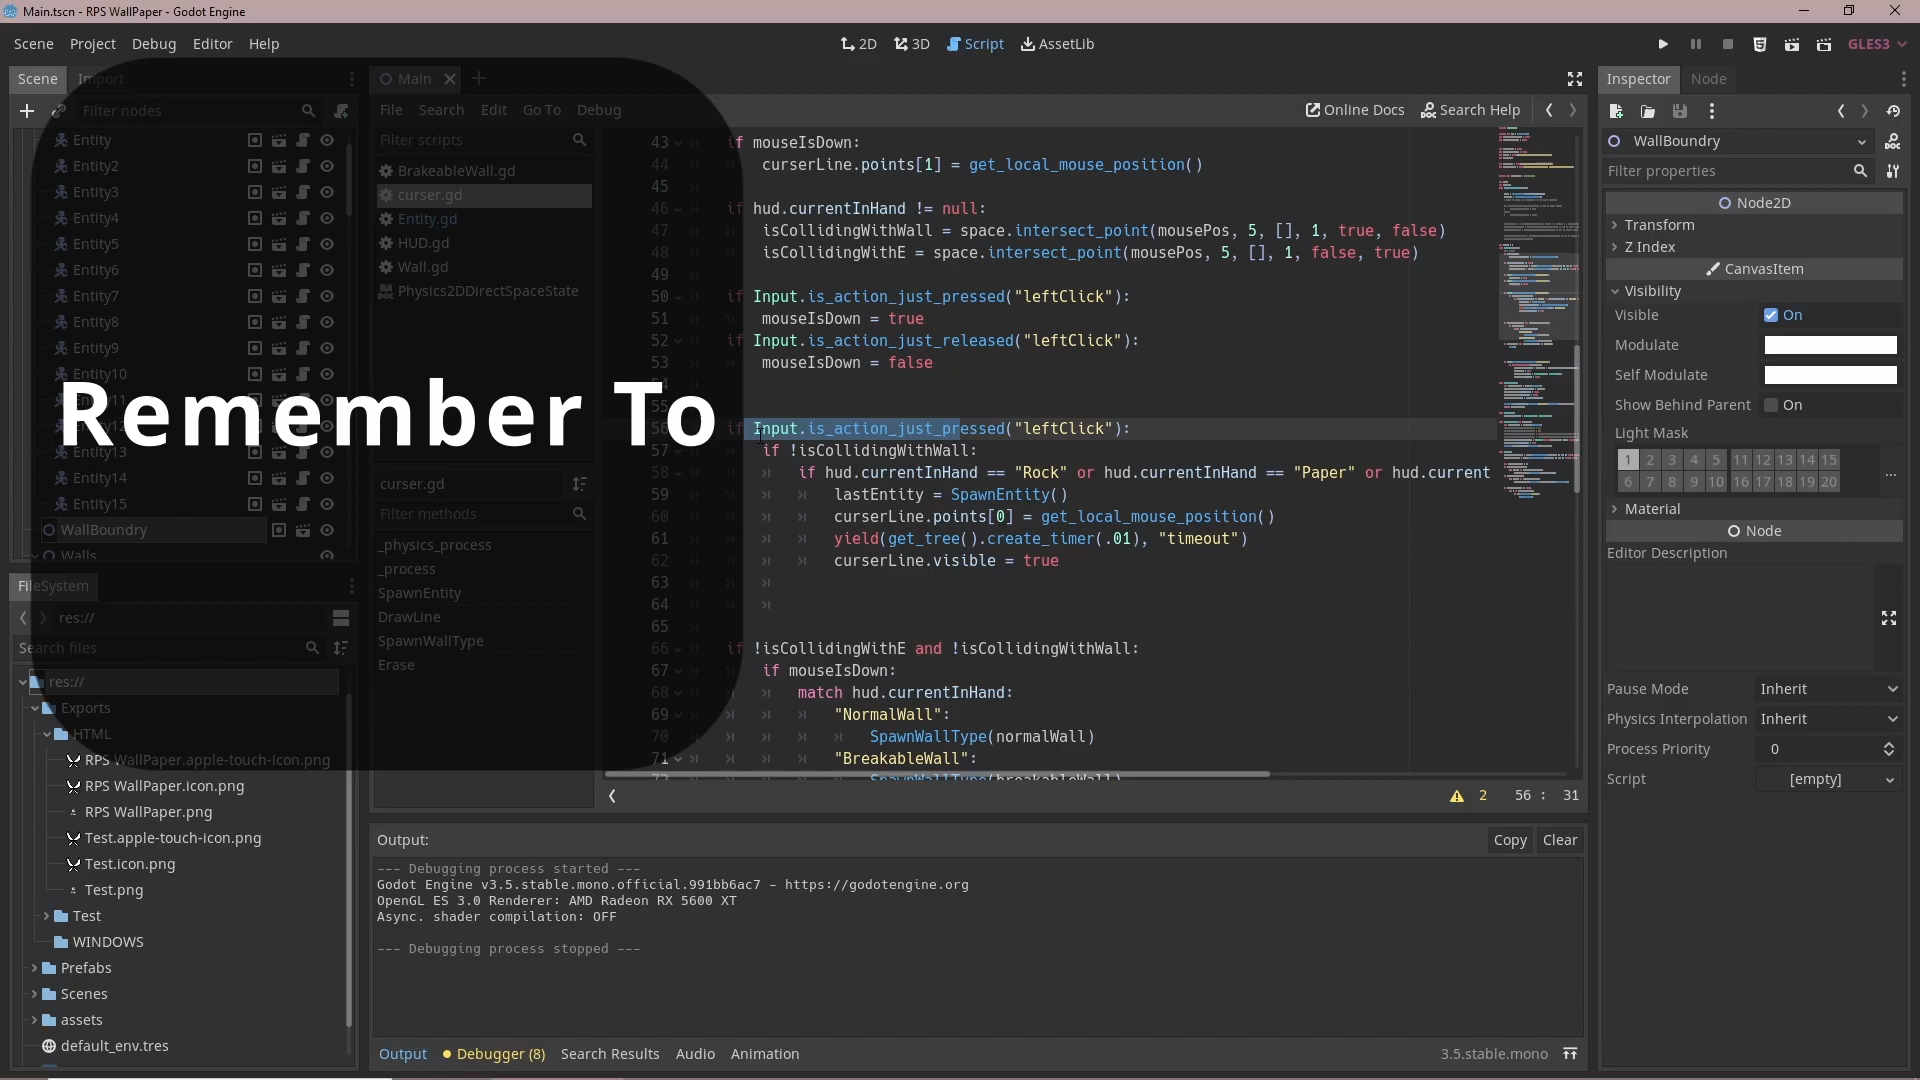 Main.tscn - RPS WallPaper - Godot Engine
Scene Project Debug Editor Help
2D 3D Script AssetLib
GLES3
Scene Import
Filter nodes
Entity
Entity2
Entity3
Entity4
Entity5
Entity6
Entity7
Entity8
Entity9
Entity10
Entity13
Entity14
Entity15
WallBoundry
Walls
FileSystem
res://
Search files
res://
Exports
HTML
RPS WallPaper.apple-touch-icon.png
RPS WallPaper.icon.png
RPS WallPaper.png
Test.apple-touch-icon.png
Test.icon.png
Test.png
Test
WINDOWS
Prefabs
Scenes
assets
default_env.tres
Remember To
Main
File Search Edit Go To Debug
Online Docs Search Help
Filter scripts
BrakeableWall.gd
curser.gd
Entity.gd
HUD.gd
Wall.gd
Physics2DDirectSpaceState
curser.gd
Filter methods
_physics_process
_process
SpawnEntity
DrawLine
SpawnWallType
Erase
43 if mouseIsDown:
44 curserLine.points[1] = get_local_mouse_position()
45
46 if hud.currentInHand != null:
47 isCollidingWithWall = space.intersect_point(mousePos, 5, [], 1, true, false)
48 isCollidingWithE = space.intersect_point(mousePos, 5, [], 1, false, true)
49
50 if Input.is_action_just_pressed("leftClick"):
51 mouseIsDown = true
52 if Input.is_action_just_released("leftClick"):
53 mouseIsDown = false
54
55
56 if Input.is_action_just_pressed("leftClick"):
57 if !isCollidingWithWall:
58 if hud.currentInHand == "Rock" or hud.currentInHand == "Paper" or hud.current
59 lastEntity = SpawnEntity()
60 curserLine.points[0] = get_local_mouse_position()
61 yield(get_tree().create_timer(.01), "timeout")
62 curserLine.visible = true
63
64
65
66 if !isCollidingWithE and !isCollidingWithWall:
67 if mouseIsDown:
68 match hud.currentInHand:
69 "NormalWall":
70 SpawnWallType(normalWall)
71 "BreakableWall":
72 SpawnWallType(breakableWall)
2 56 : 31
Output:
Copy Clear
--- Debugging process started ---
Godot Engine v3.5.stable.mono.official.991bb6ac7 - https://godotengine.org
OpenGL ES 3.0 Renderer: AMD Radeon RX 5600 XT
Async. shader compilation: OFF
--- Debugging process stopped ---
Output Debugger (8) Search Results Audio Animation
3.5.stable.mono
Inspector Node
WallBoundry
Filter properties
Node2D
Transform
Z Index
CanvasItem
Visibility
Visible On
Modulate
Self Modulate
Show Behind Parent On
Light Mask
1 2 3 4 5 11 12 13 14 15
6 7 8 9 10 16 17 18 19 20
...
Material
Node
Editor Description
Pause Mode Inherit
Physics Interpolation Inherit
Process Priority 0
Script [empty]